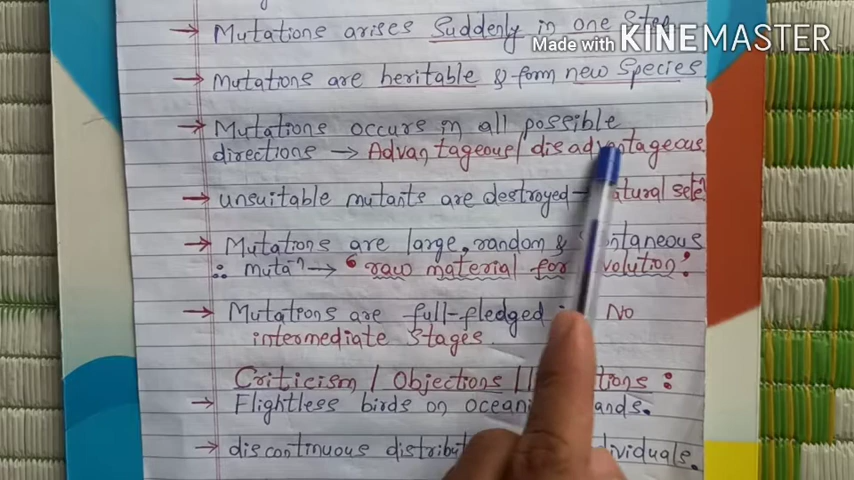 → Mutations arises Suddenly in one Step
Made with KINEMASTER
→ Mutations are heritable & form new Species
→ Mutations occurs in all possible
directions → Advantageous / disadvantageous.
→ unsuitable mutants are destroyed →
→ Mutations are large, random &
∴ mutaⁿ → "raw material for
→ Mutations are full-fledged No
intermediate Stages.
Criticism / Objections / :
→ Flightless birds on
→ discontinuous